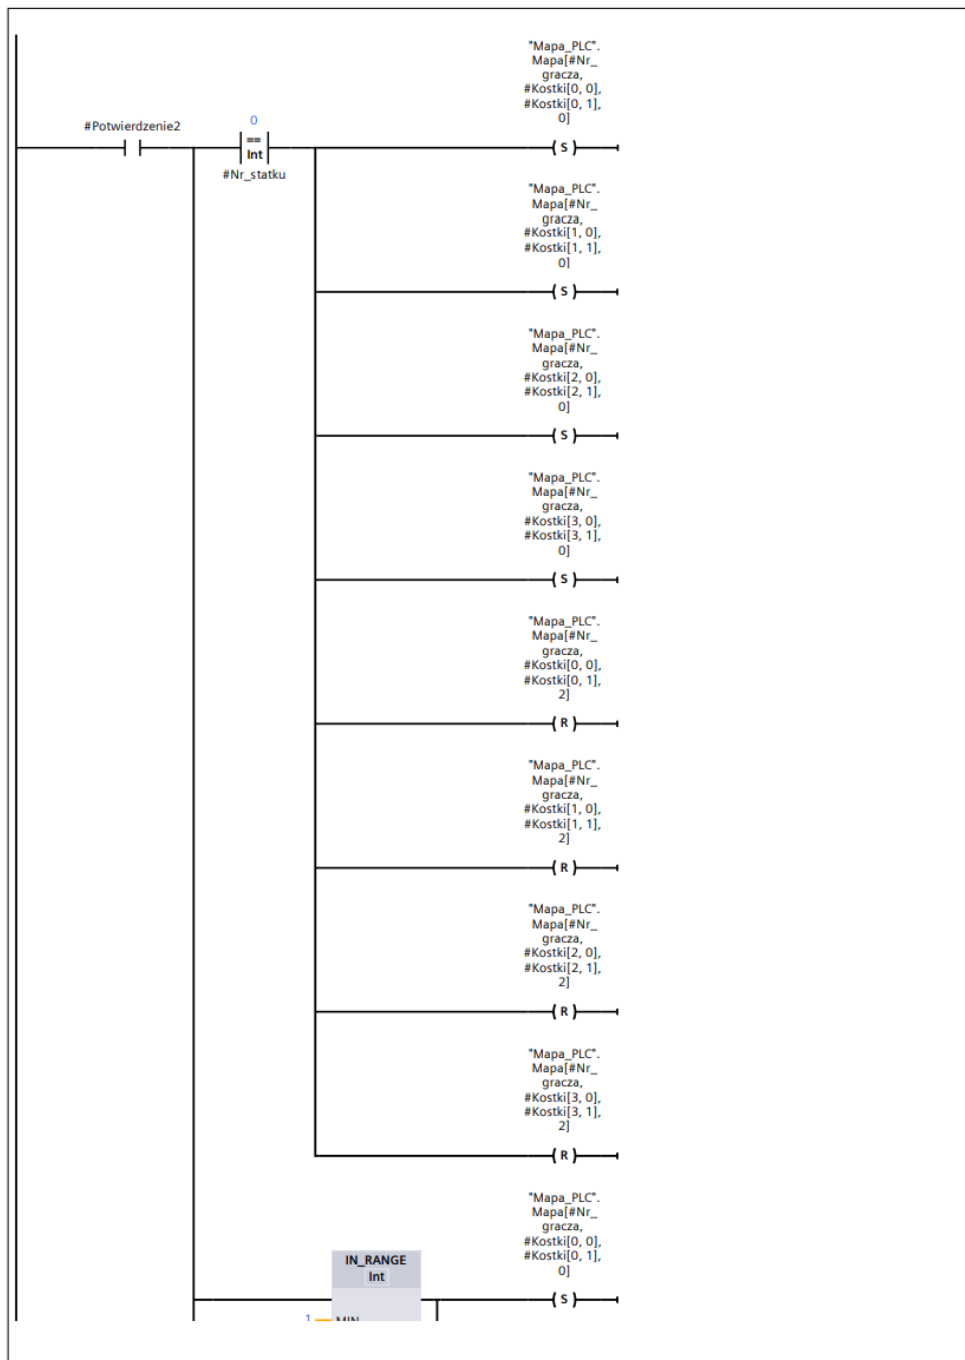 "Mapa_PLC".
Mapa[#Nr_
gracza,
#Kostki[0, 0],
#Kostki[0, 1],
0]
#Potwierdzenie2
0
==
Int
#Nr_statku
( S )
"Mapa_PLC".
Mapa[#Nr_
gracza,
#Kostki[1, 0],
#Kostki[1, 1],
0]
( S )
"Mapa_PLC".
Mapa[#Nr_
gracza,
#Kostki[2, 0],
#Kostki[2, 1],
0]
( S )
"Mapa_PLC".
Mapa[#Nr_
gracza,
#Kostki[3, 0],
#Kostki[3, 1],
0]
( S )
"Mapa_PLC".
Mapa[#Nr_
gracza,
#Kostki[0, 0],
#Kostki[0, 1],
2]
( R )
"Mapa_PLC".
Mapa[#Nr_
gracza,
#Kostki[1, 0],
#Kostki[1, 1],
2]
( R )
"Mapa_PLC".
Mapa[#Nr_
gracza,
#Kostki[2, 0],
#Kostki[2, 1],
2]
( R )
"Mapa_PLC".
Mapa[#Nr_
gracza,
#Kostki[3, 0],
#Kostki[3, 1],
2]
( R )
"Mapa_PLC".
Mapa[#Nr_
gracza,
#Kostki[0, 0],
#Kostki[0, 1],
0]
IN_RANGE
Int
( S )
1 MIN